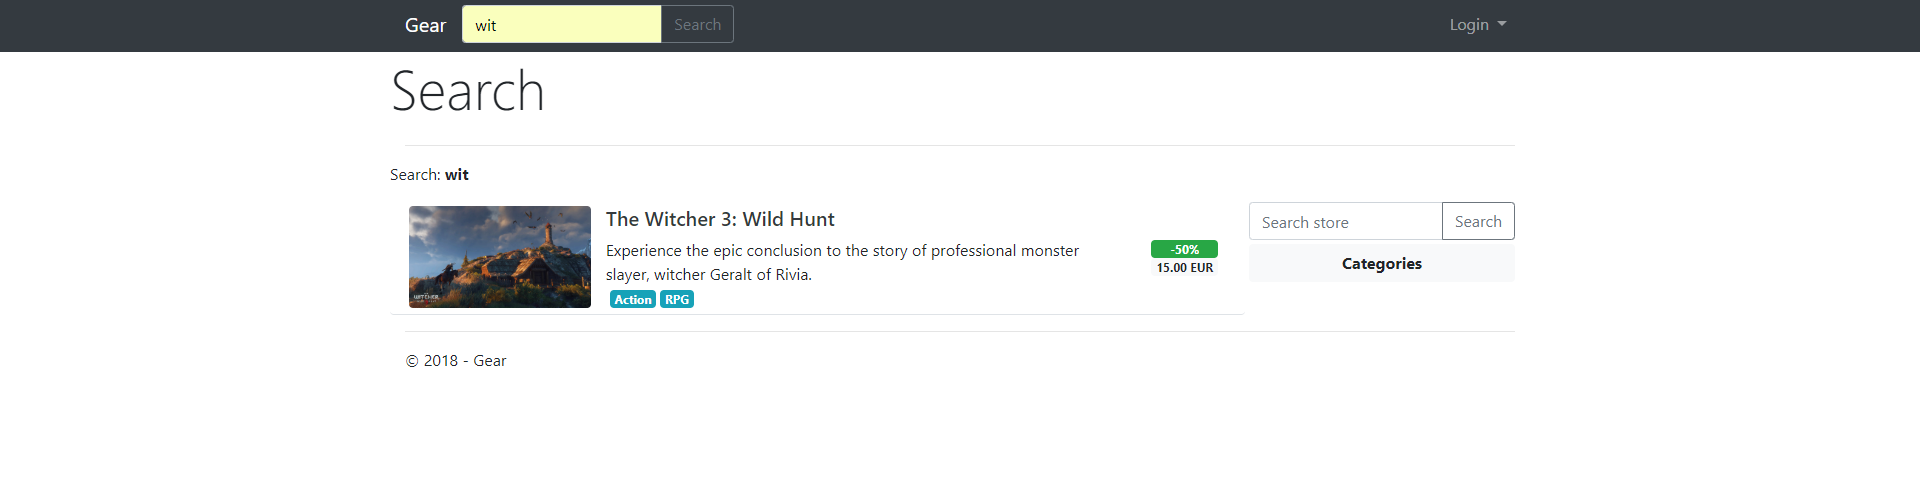 Gear wit Search Login
Search
Search: wit
The Witcher 3: Wild Hunt
Experience the epic conclusion to the story of professional monster
slayer, witcher Geralt of Rivia.
Action RPG
-50%
15.00 EUR
Search store Search
Categories
WITCHER
© 2018 - Gear